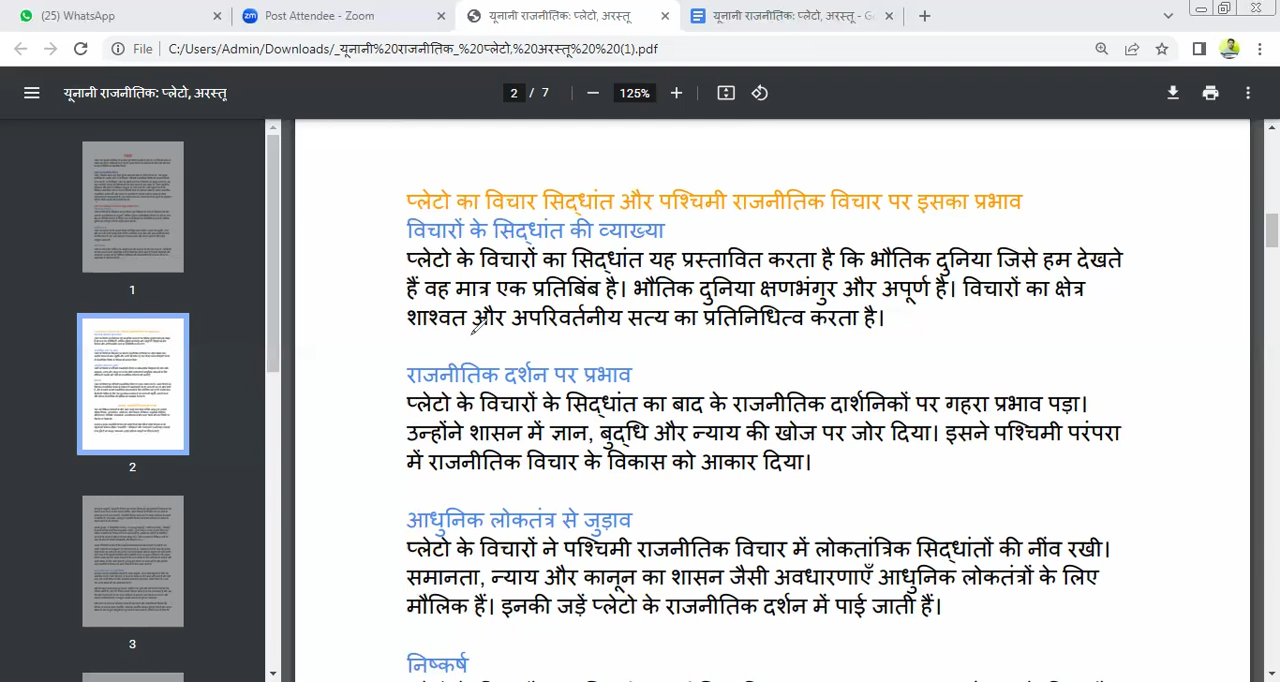 (25) WhatsApp
Post Attendee - Zoom
यूनानी राजनीतिक: प्लेटो, अरस्तू
यूनानी राजनीतिक: प्लेटो, अरस्तू - G
File
C:/Users/Admin/Downloads/_यूनानी%20राजनीतिक_%20प्लेटो,%20अरस्तू%20%20(1).pdf
यूनानी राजनीतिक: प्लेटो, अरस्तू
2 / 7
125%
1
2
3
प्लेटो का विचार सिद्धांत और पश्चिमी राजनीतिक विचार पर इसका प्रभाव
विचारों के सिद्धांत की व्याख्या
प्लेटो के विचारों का सिद्धांत यह प्रस्तावित करता है कि भौतिक दुनिया जिसे हम देखते
हैं वह मात्र एक प्रतिबिंब है। भौतिक दुनिया क्षणभंगुर और अपूर्ण है। विचारों का क्षेत्र
शाश्वत और अपरिवर्तनीय सत्य का प्रतिनिधित्व करता है।
राजनीतिक दर्शन पर प्रभाव
प्लेटो के विचारों के सिद्धांत का बाद के राजनीतिक दार्शनिकों पर गहरा प्रभाव पड़ा।
उन्होंने शासन में ज्ञान, बुद्धि और न्याय की खोज पर जोर दिया। इसने पश्चिमी परंपरा
में राजनीतिक विचार के विकास को आकार दिया।
आधुनिक लोकतंत्र से जुड़ाव
प्लेटो के विचारों ने पश्चिमी राजनीतिक विचार में लोकतांत्रिक सिद्धांतों की नींव रखी।
समानता, न्याय और कानून का शासन जैसी अवधारणाएँ आधुनिक लोकतंत्रों के लिए
मौलिक हैं। इनकी जड़ें प्लेटो के राजनीतिक दर्शन में पाई जाती हैं।
निष्कर्ष